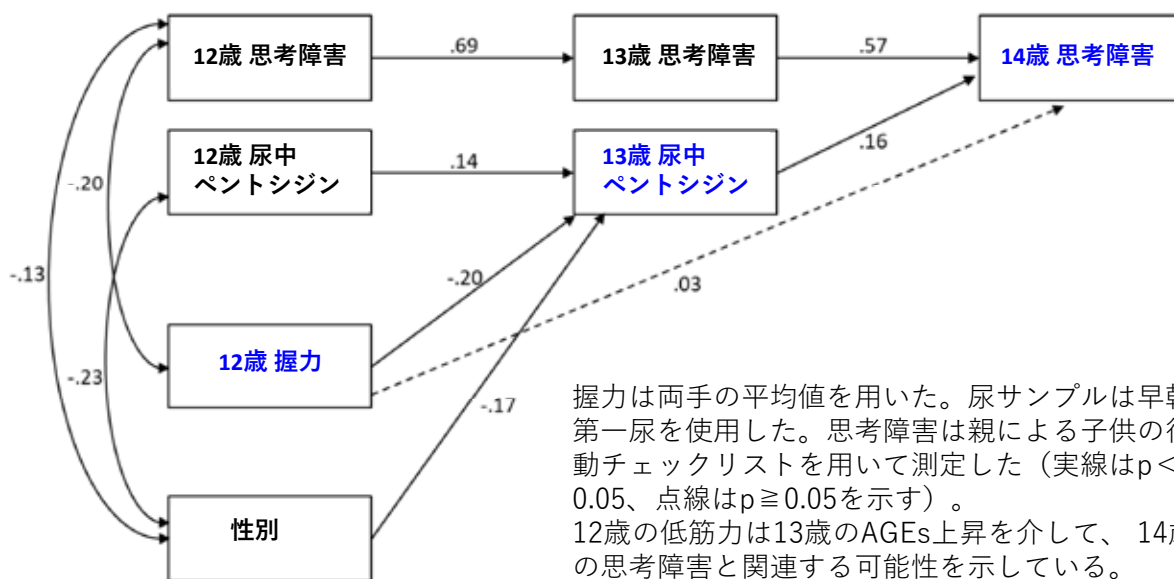 12歳 思考障害
.69
13歳 思考障害
.57
14歳 思考障害
12歳 尿中
ペントシジン
.14
13歳 尿中
ペントシジン
.16
-.20
-.13
-.23
12歳 握力
-.20
.03
-.17
性別
握力は両手の平均値を用いた。尿サンプルは早
第一尿を使用した。思考障害は親による子供の
動チェックリストを用いて測定した（実線はp＜
0.05、点線はp≧0.05を示す）。
12歳の低筋力は13歳のAGEs上昇を介して、 14
の思考障害と関連する可能性を示している。